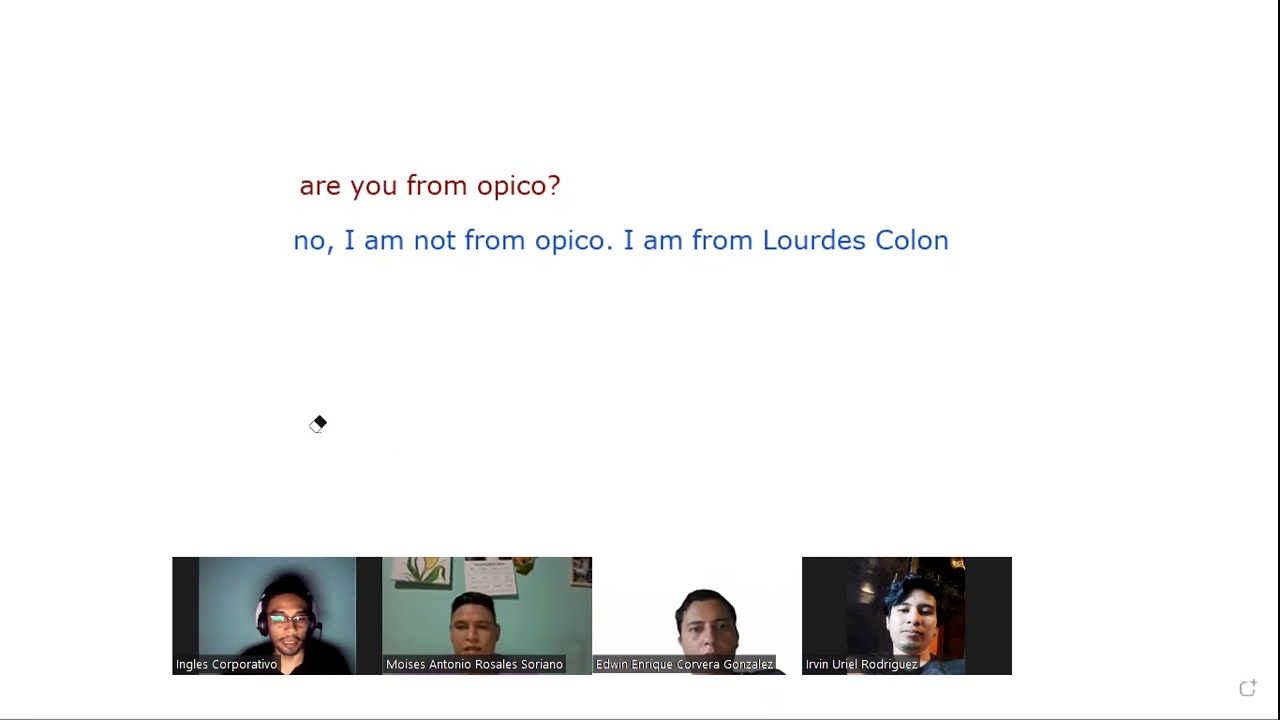 are you from opico?
no, I am not from opico. I am from Lourdes Colon
Ingles Corporativo
Moises Antonio Rosales Soriano
Edwin Enrique Corvera Gonzalez
Irvin Uriel Rodriguez